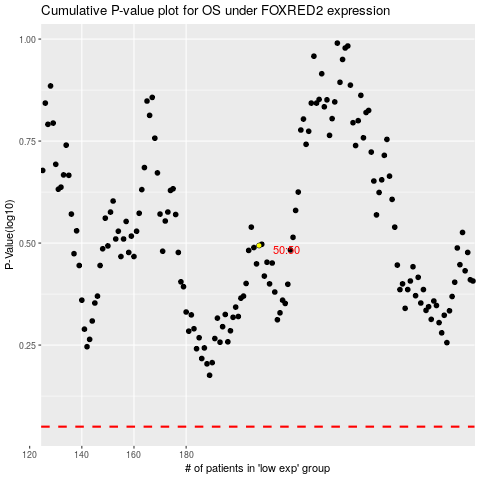 Cumulative P-value plot for OS under FOXRED2 expression
P-Value(log10)
1.00
0.75
0.50
0.25
50:50
120 140 160 180
# of patients in 'low exp' group